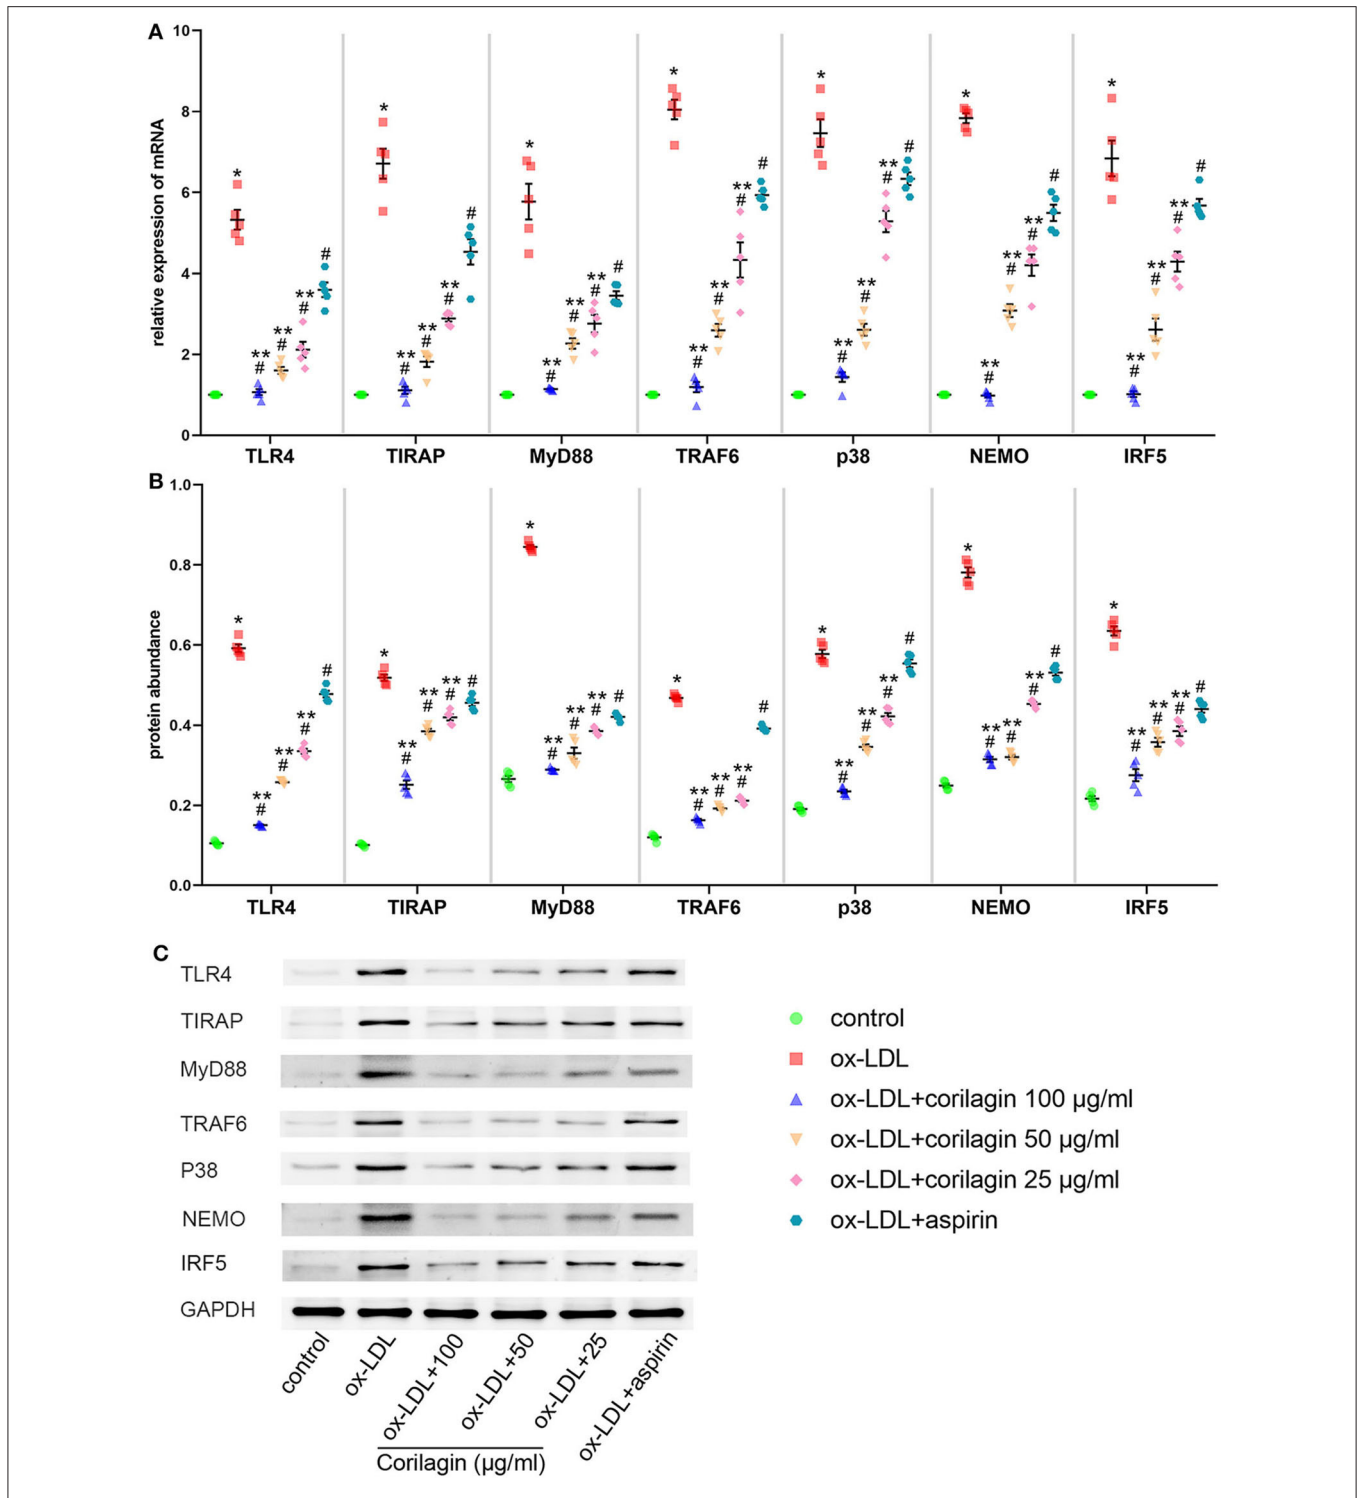 A
10
8
6
4
2
0
relative expression of mRNA
* ** # ** # ** # #
* ** # ** # ** # #
* ** # ** # ** # #
* ** # ** # ** # #
* ** # ** # ** # #
* ** # ** # ** # #
* ** # ** # ** # #
TLR4 TIRAP MyD88 TRAF6 p38 NEMO IRF5
B
1.0
0.8
0.6
0.4
0.2
0.0
protein abundance
* ** # ** # ** # #
* ** # ** # ** # #
* ** # ** # ** # #
* ** # ** # ** # #
* ** # ** # ** # #
* ** # ** # ** # #
* ** # ** # ** # #
TLR4 TIRAP MyD88 TRAF6 p38 NEMO IRF5
C
TLR4
TIRAP
MyD88
TRAF6
P38
NEMO
IRF5
GAPDH
control
ox-LDL
ox-LDL+100
ox-LDL+50
ox-LDL+25
ox-LDL+aspirin
Corilagin (µg/ml)
control
ox-LDL
ox-LDL+corilagin 100 µg/ml
ox-LDL+corilagin 50 µg/ml
ox-LDL+corilagin 25 µg/ml
ox-LDL+aspirin